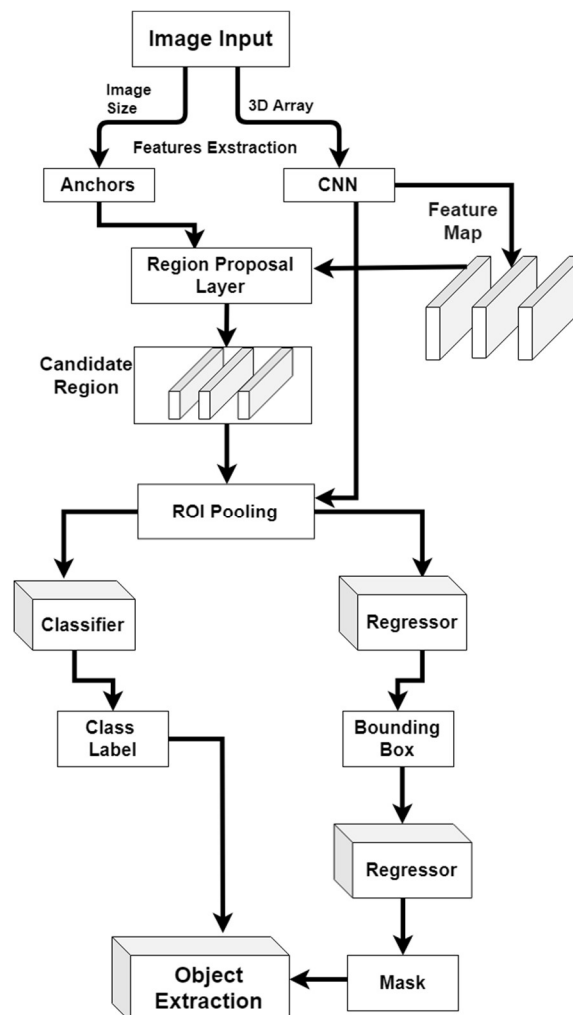 Image Input
Image
Size
3D Array
Features Exstraction
Anchors
CNN
Feature
Map
Region Proposal
Layer
Candidate
Region
ROI Pooling
Classifier
Regressor
Class
Label
Bounding
Box
Regressor
Object
Extraction
Mask